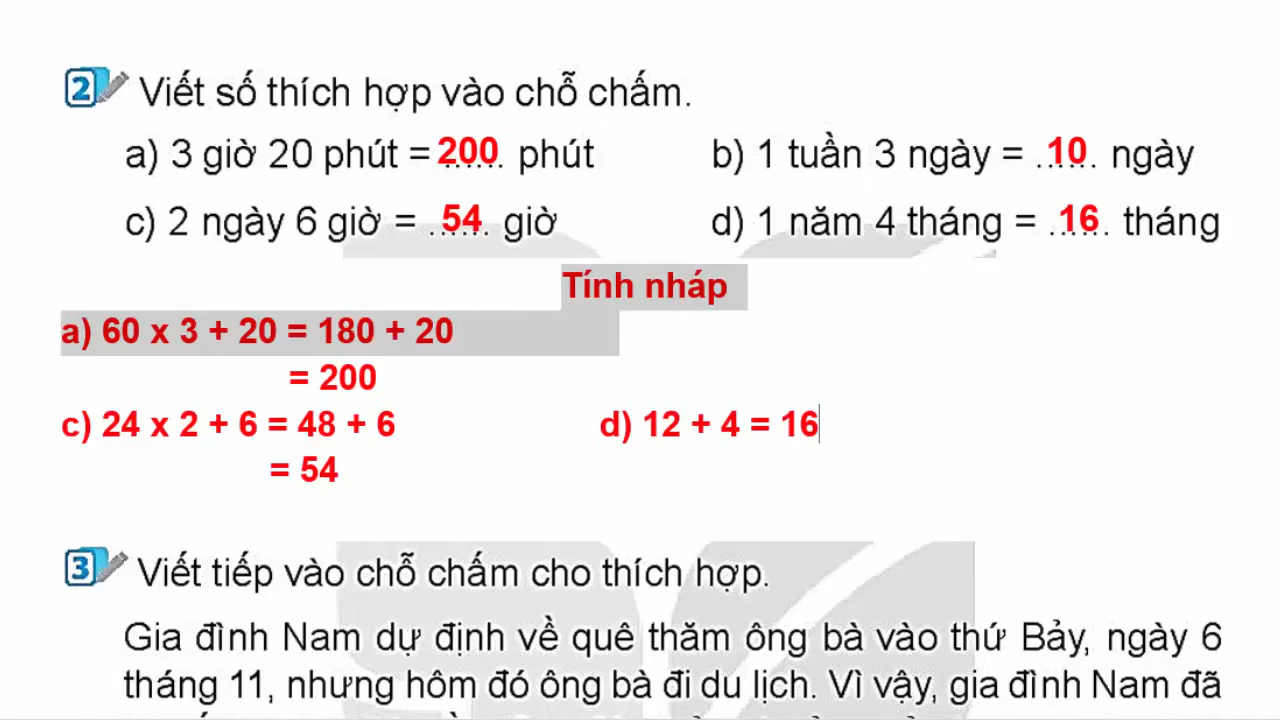 2 Viết số thích hợp vào chỗ chấm.
a) 3 giờ 20 phút = 200 phút b) 1 tuần 3 ngày = 10 ngày
c) 2 ngày 6 giờ = 54 giờ d) 1 năm 4 tháng = 16 tháng
Tính nháp
a) 60 x 3 + 20 = 180 + 20
= 200
c) 24 x 2 + 6 = 48 + 6 d) 12 + 4 = 16
= 54
3 Viết tiếp vào chỗ chấm cho thích hợp.
Gia đình Nam dự định về quê thăm ông bà vào thứ Bảy, ngày 6
tháng 11, nhưng hôm đó ông bà đi du lịch. Vì vậy, gia đình Nam đã